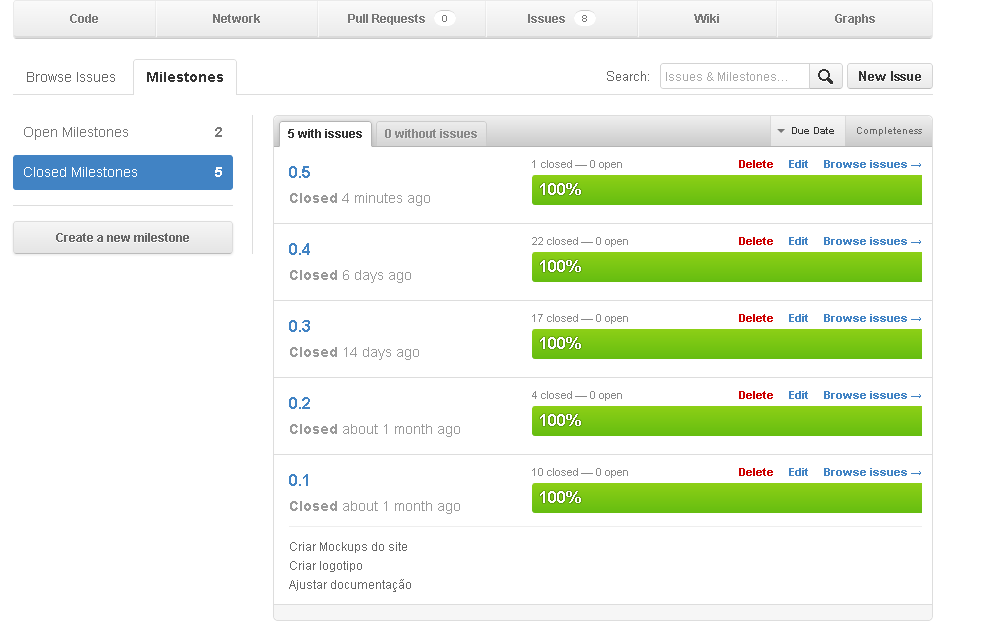 Code Network Pull Requests 0 Issues 8 Wiki Graphs
Browse Issues Milestones Search: Issues & Milestones... New Issue
Open Milestones 2
Closed Milestones 5
Create a new milestone
5 with issues 0 without issues Due Date Completeness
0.5 1 closed — 0 open Delete Edit Browse issues →
Closed 4 minutes ago 100%
0.4 22 closed — 0 open Delete Edit Browse issues →
Closed 6 days ago 100%
0.3 17 closed — 0 open Delete Edit Browse issues →
Closed 14 days ago 100%
0.2 4 closed — 0 open Delete Edit Browse issues →
Closed about 1 month ago 100%
0.1 10 closed — 0 open Delete Edit Browse issues →
Closed about 1 month ago 100%
Criar Mockups do site
Criar logotipo
Ajustar documentação